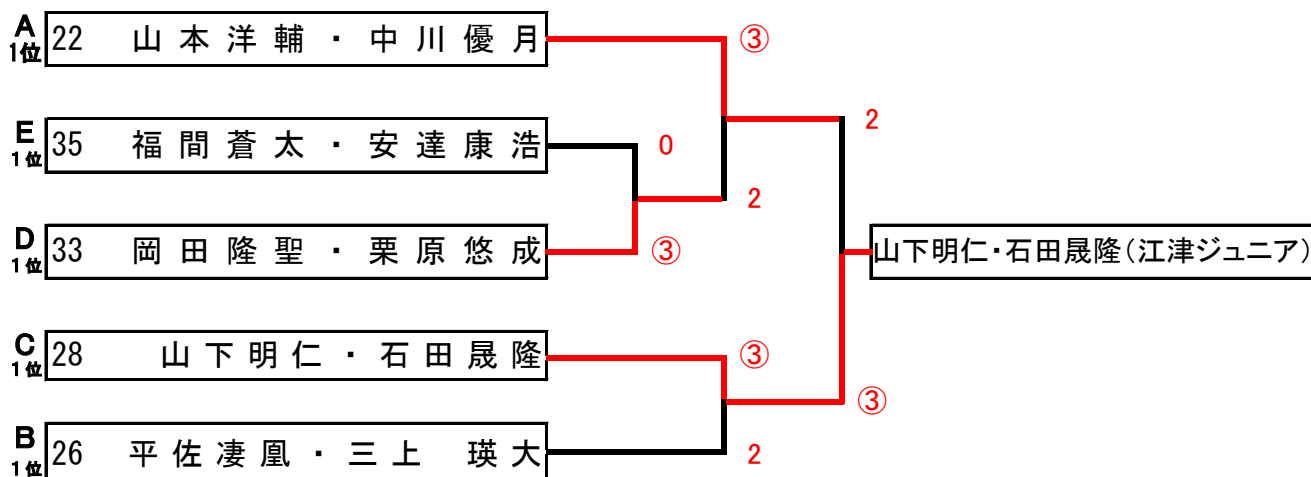 A
1位
22 山本洋輔・中川優月
③
E
1位
35 福間蒼太・安達康浩
0
2
2
D
1位
33 岡田隆聖・栗原悠成
③
山下明仁・石田晟隆(江津ジュニア)
C
1位
28 山下明仁・石田晟隆
③
③
B
1位
26 平佐凄凰・三上 瑛大
2